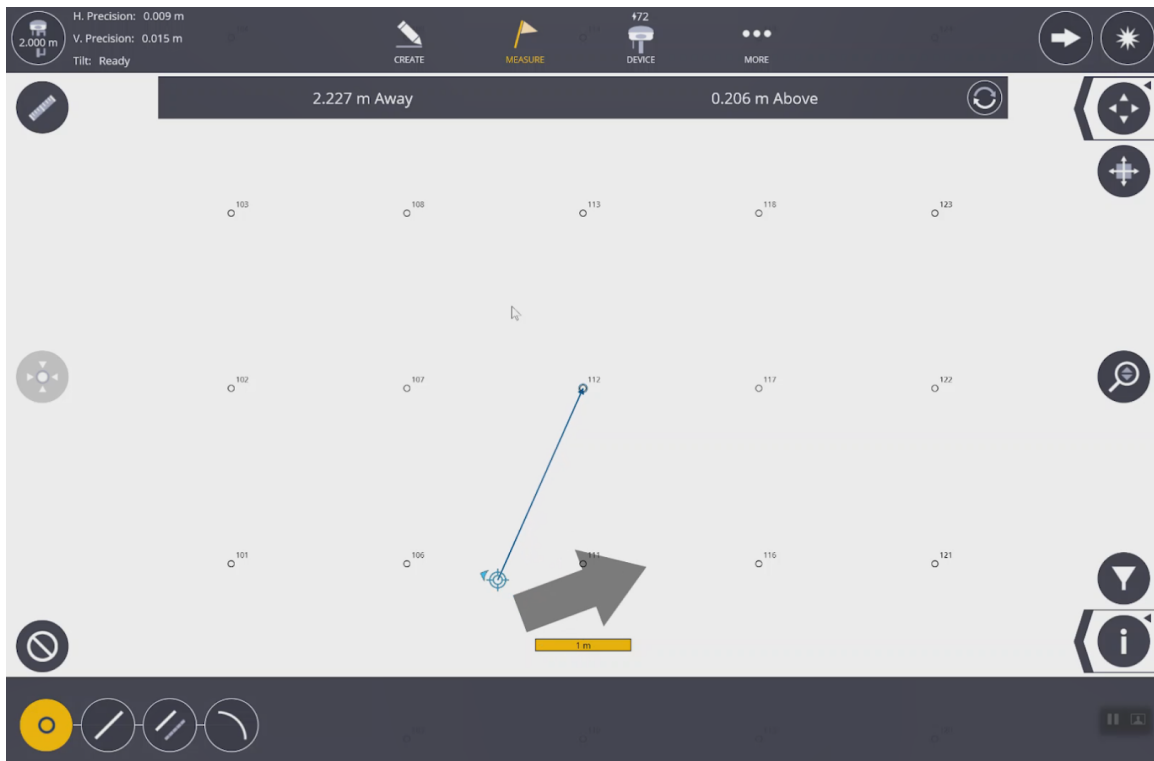 H. Precision: 0.009 m
2.000 m
V. Precision: 0.015 m
Tilt: Ready
CREATE
MEASURE
72
DEVICE
MORE
2.227 m Away
0.206 m Above
103
108
113
118
123
102
107
112
117
122
101
106
111
116
121
1 m
i